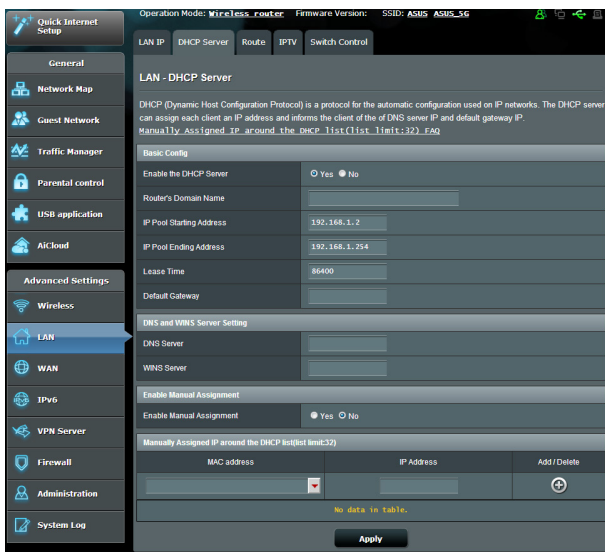 Operation Mode: Wireless router Firmware Version: SSID: ASUS ASUS_5G
Quick Internet
Setup
LAN IP DHCP Server Route IPTV Switch Control
General
Network Map
Guest Network
Traffic Manager
Parental control
USB application
AiCloud
Advanced Settings
Wireless
LAN
WAN
IPv6
VPN Server
Firewall
Administration
System Log
LAN - DHCP Server
DHCP (Dynamic Host Configuration Protocol) is a protocol for the automatic configuration used on IP networks. The DHCP server
can assign each client an IP address and informs the client of the of DNS server IP and default gateway IP.
Manually Assigned IP around the DHCP list(list limit:32) FAQ
Basic Config
Enable the DHCP Server Yes No
Router's Domain Name
IP Pool Starting Address 192.168.1.2
IP Pool Ending Address 192.168.1.254
Lease Time 86400
Default Gateway
DNS and WINS Server Setting
DNS Server
WINS Server
Enable Manual Assignment
Enable Manual Assignment Yes No
Manually Assigned IP around the DHCP list(list limit:32)
MAC address IP Address Add / Delete
No data in table.
Apply